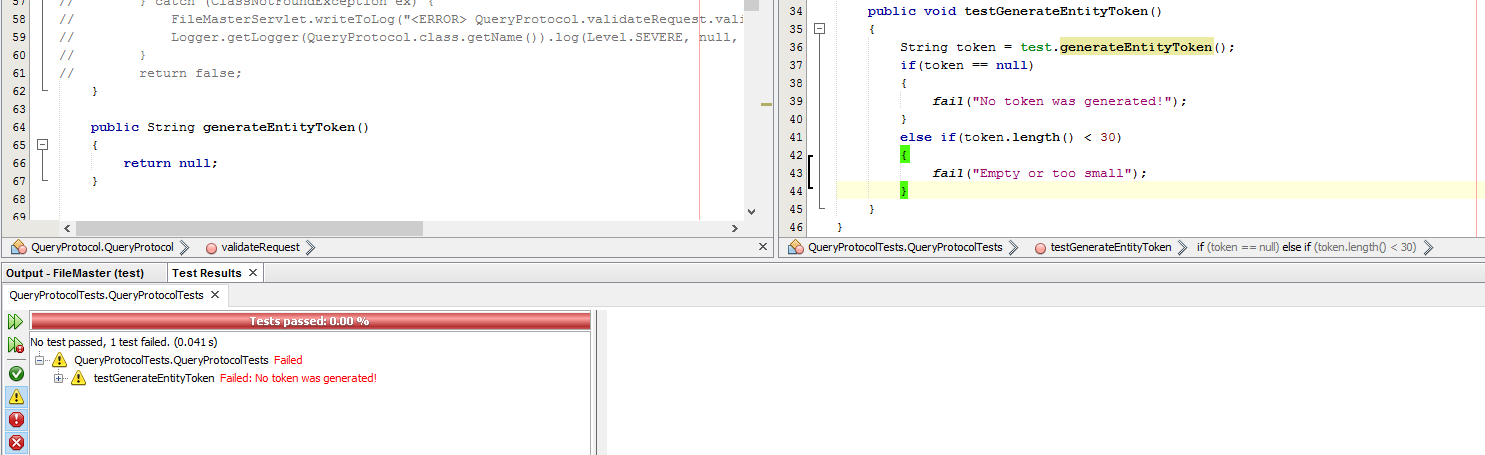 57 // } catch (ClassNotFoundException ex) {
58 // FileMasterServlet.writeToLog("<ERROR> QueryProtocol.validateRequest.vali
59 // Logger.getLogger(QueryProtocol.class.getName()).log(Level.SEVERE, null,
60 // }
61 // return false;
62 }
63
64 public String generateEntityToken()
65 {
66 return null;
67 }
68
69
QueryProtocol.QueryProtocol validateRequest
34 public void testGenerateEntityToken()
35 {
36 String token = test.generateEntityToken();
37 if(token == null)
38 {
39 fail("No token was generated!");
40 }
41 else if(token.length() < 30)
42 {
43 fail("Empty or too small");
44 }
45 }
46 }
QueryProtocolTests.QueryProtocolTests testGenerateEntityToken if (token == null) else if (token.length() < 30)
Output - FileMaster (test) Test Results
QueryProtocolTests.QueryProtocolTests
Tests passed: 0.00 %
No test passed, 1 test failed. (0.041 s)
QueryProtocolTests.QueryProtocolTests Failed
testGenerateEntityToken Failed: No token was generated!